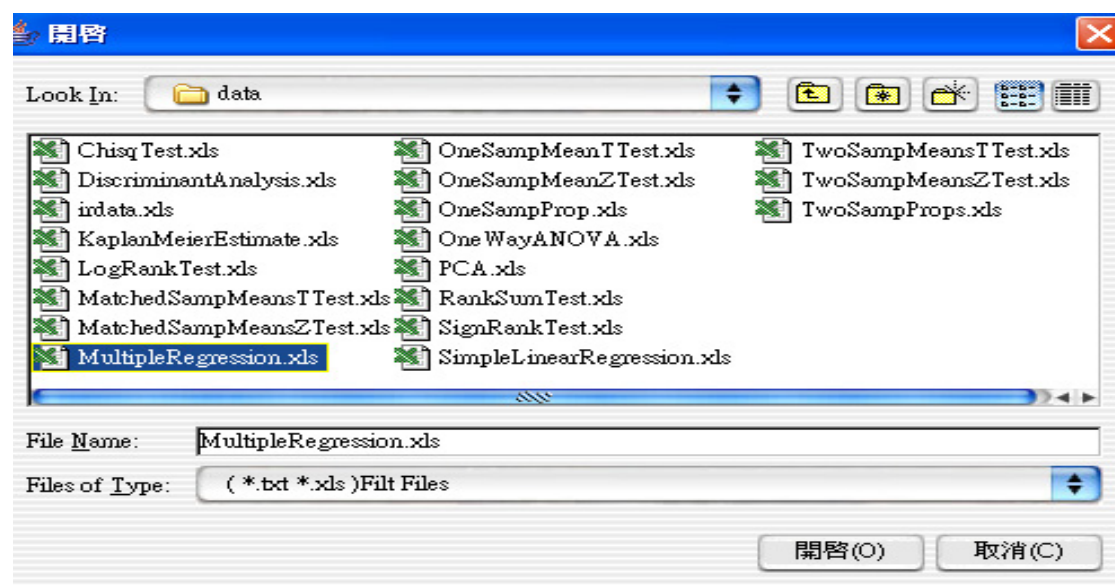 開啓
Look In: data
ChisqTest.xls
DiscriminantAnalysis.xls
irdata.xls
KaplanMeierEstimate.xls
LogRankTest.xls
MatchedSampMeansTTest.xls
MatchedSampMeansZTest.xls
MultipleRegression.xls
OneSampMeanTTest.xls
OneSampMeanZTest.xls
OneSampProp.xls
OneWayANOVA.xls
PCA.xls
RankSumTest.xls
SignRankTest.xls
SimpleLinearRegression.xls
TwoSampMeansTTest.xls
TwoSampMeansZTest.xls
TwoSampProps.xls
File Name: MultipleRegression.xls
Files of Type: ( *.txt *.xls )Filt Files
開啓(O) 取消(C)